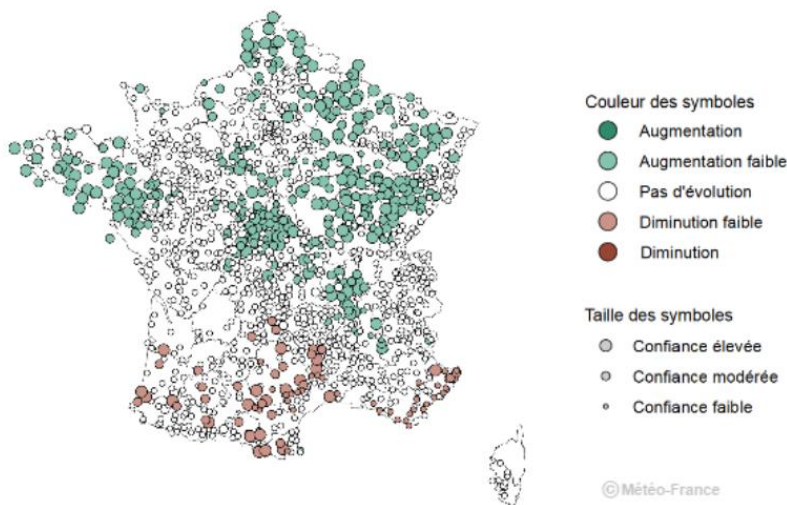 Couleur des symboles
Augmentation
Augmentation faible
Pas d'évolution
Diminution faible
Diminution
Taille des symboles
Confiance élevée
Confiance modérée
Confiance faible
© Météo-France